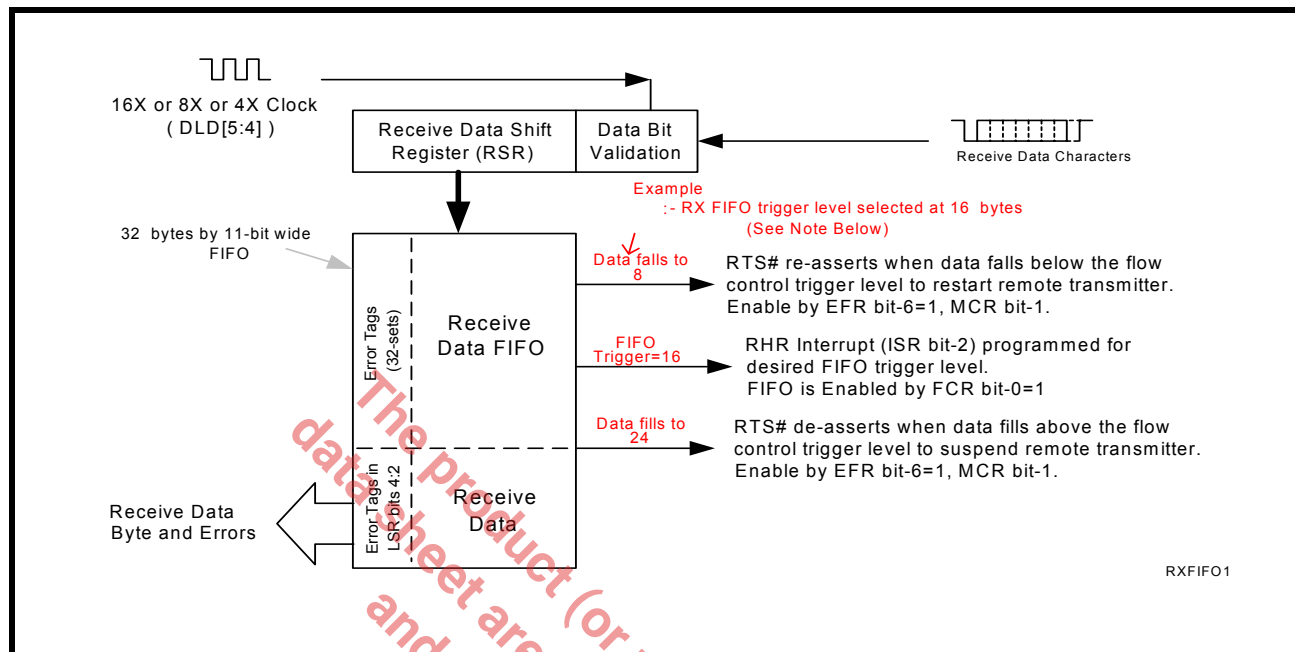 16X or 8X or 4X Clock
( DLD[5:4] )
Receive Data Shift
Register (RSR)
Data Bit
Validation
Receive Data Characters
Example
:- RX FIFO trigger level selected at 16 bytes
(See Note Below)
32 bytes by 11-bit wide
FIFO
Data falls to
8
RTS# re-asserts when data falls below the flow
control trigger level to restart remote transmitter.
Enable by EFR bit-6=1, MCR bit-1.
Error Tags
(32-sets)
Receive
Data FIFO
FIFO
Trigger=16
RHR Interrupt (ISR bit-2) programmed for
desired FIFO trigger level.
FIFO is Enabled by FCR bit-0=1
Data fills to
24
RTS# de-asserts when data fills above the flow
control trigger level to suspend remote transmitter.
Enable by EFR bit-6=1, MCR bit-1.
Error Tags in
LSR bits 4:2
Receive
Data
Receive Data
Byte and Errors
RXFIFO1
The product (or
data sheet are
and